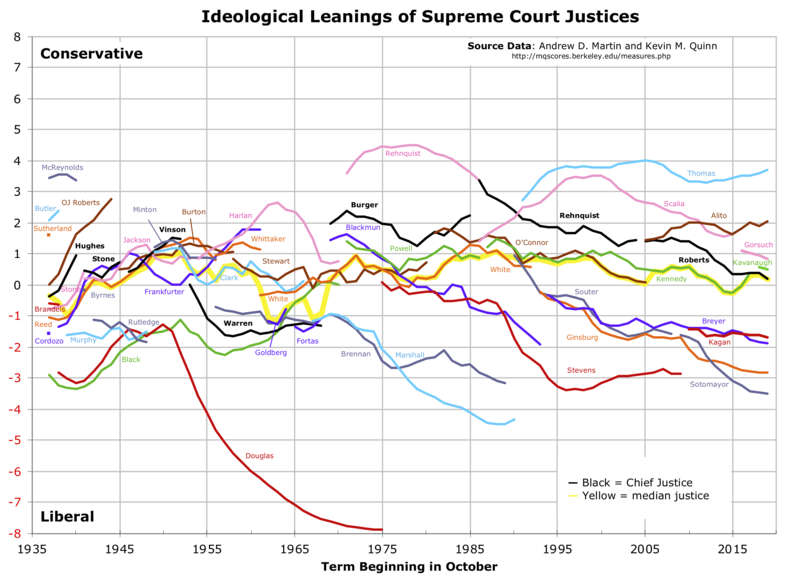 Ideological Leanings of Supreme Court Justices
8
Conservative
Source Data: Andrew D. Martin and Kevin M. Quinn
http://mqscores.berkeley.edu/measures.php
7
6
5
4
Rehnquist
McReynolds
Thomas
3
OJ Roberts
Butler
Minton
Burton
Harlan
Burger
Rehnquist
Scalia
Alito
2
Sutherland
Vinson
Whittaker
Blackmun
Hughes
Jackson
Powell
O'Connor
Gorsuch
1
Stone
Stewart
White
Roberts
Kavanaugh
Clark
Kennedy
0
Stone
Byrnes
Frankfurter
White
Souter
Brandeis
-1
Reed
Rutledge
Warren
Breyer
Cordozo
Murphy
Fortas
Ginsburg
Kagan
-2
Black
Goldberg
Brennan
Marshall
Stevens
Sotomayor
-3
-4
-5
Douglas
-6
Black = Chief Justice
Yellow = median justice
-7
Liberal
-8
1935
1945
1955
1965
1975
1985
1995
2005
2015
Term Beginning in October